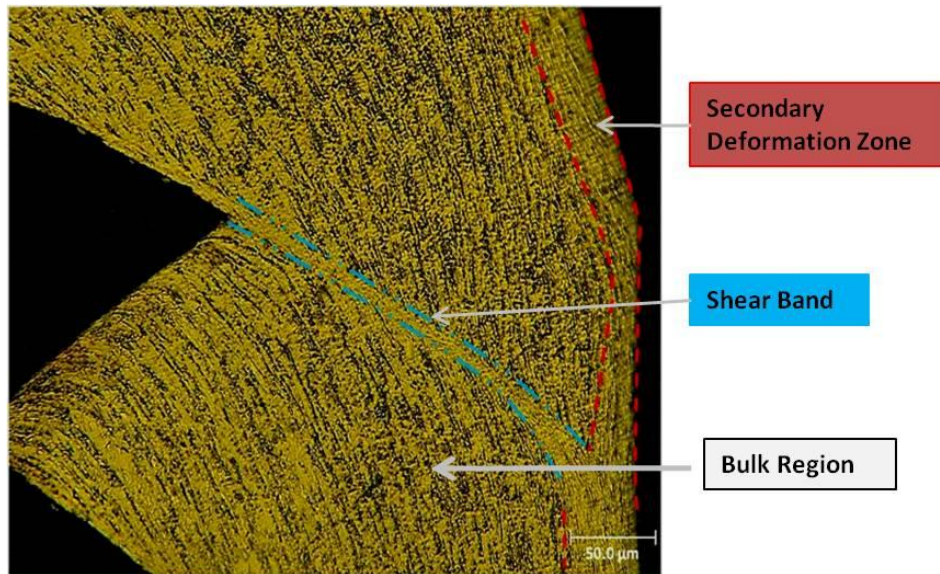 Secondary
Deformation Zone
Shear Band
Bulk Region
50.0 µm